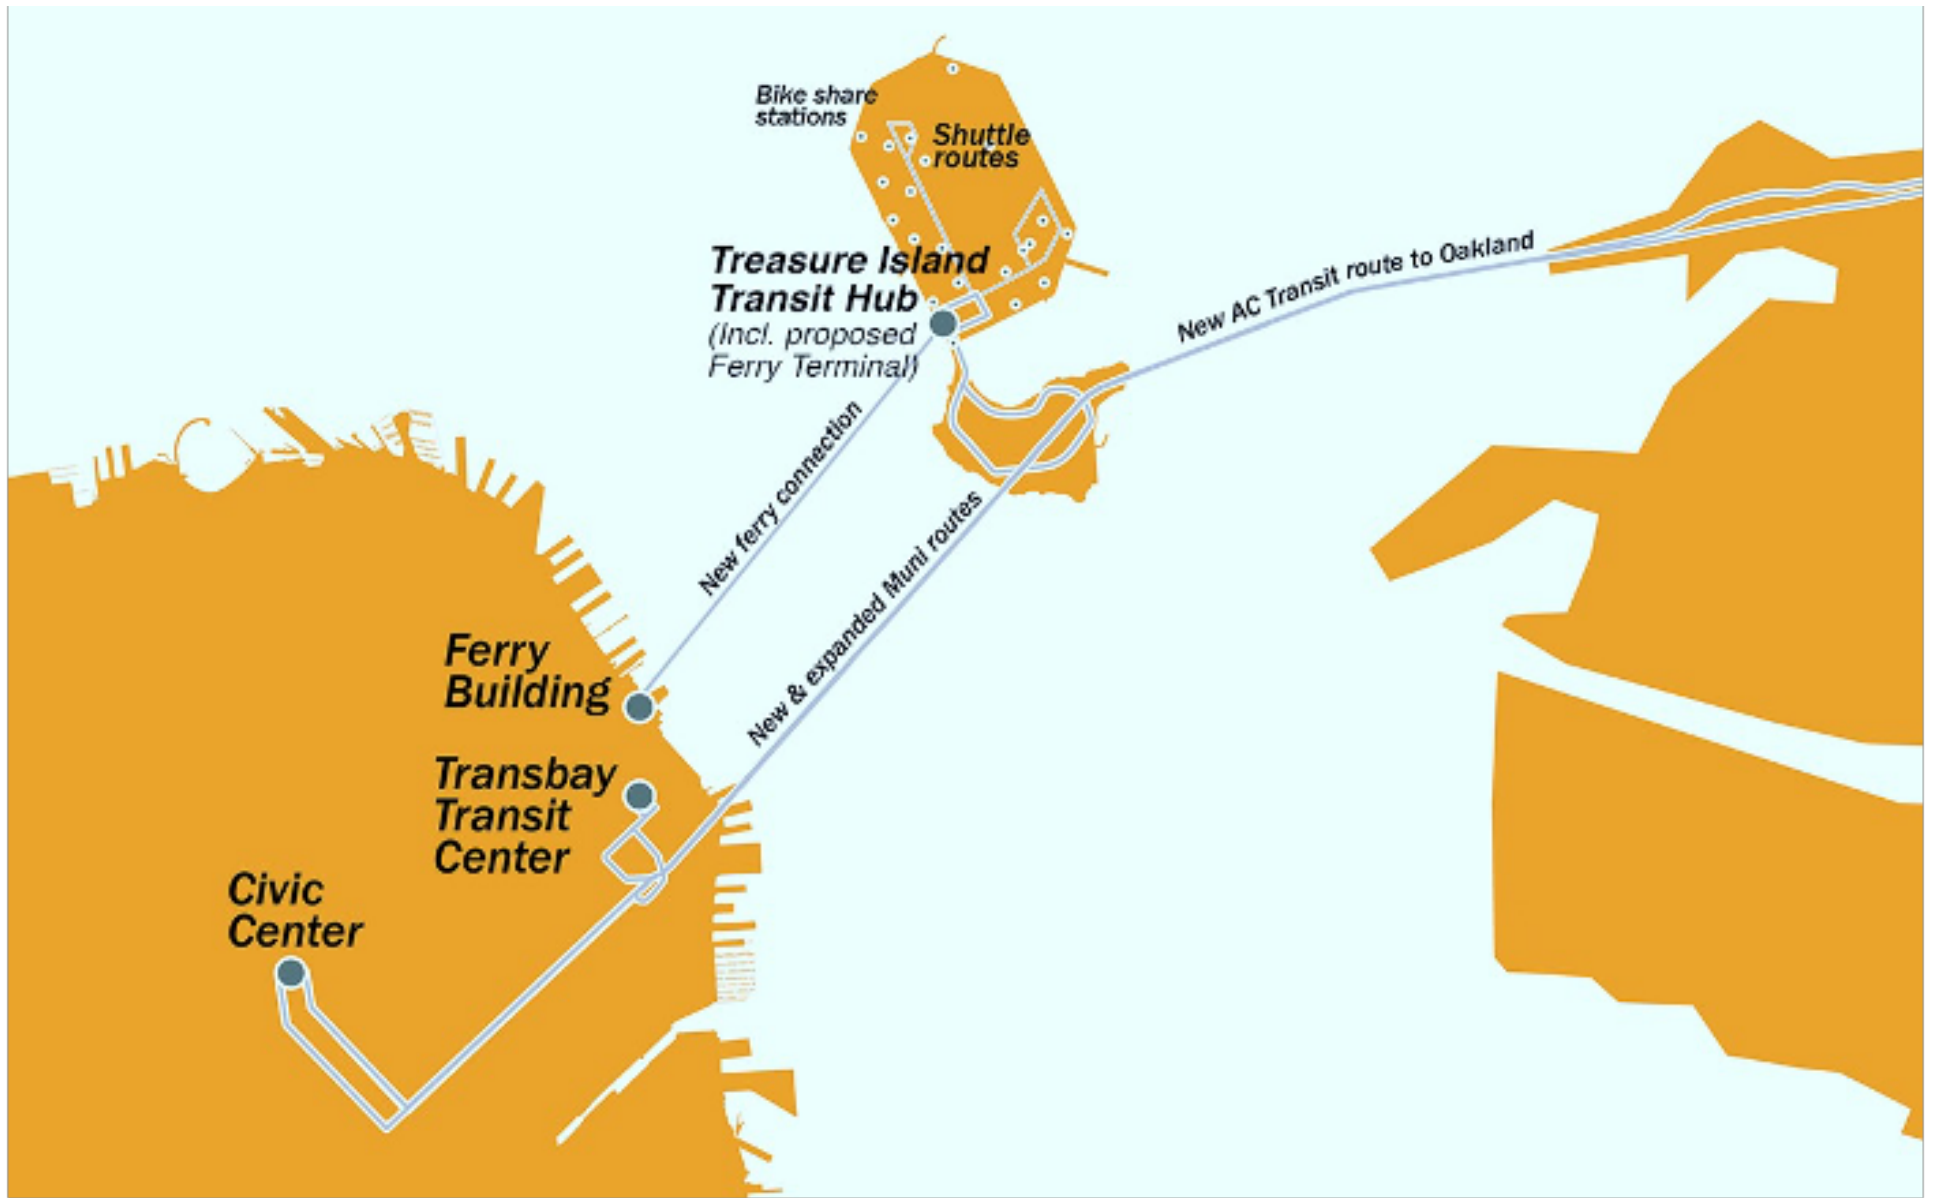 Bike share
stations
Shuttle
routes
Treasure Island
Transit Hub
(Incl. proposed
Ferry Terminal)
New AC Transit route to Oakland
New ferry connection
New & expanded Muni routes
Ferry
Building
Transbay
Transit
Center
Civic
Center